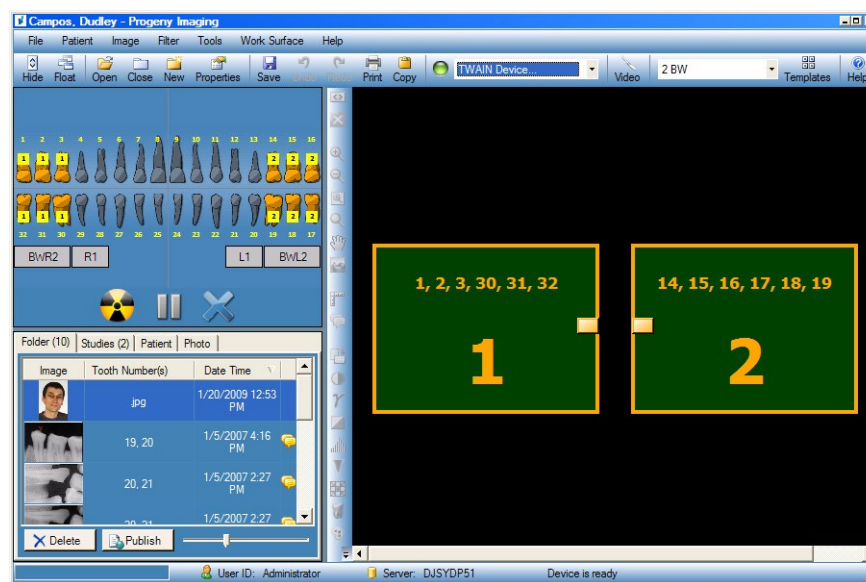 Campos, Dudley - Progeny Imaging
File Patient Image Filter Tools Work Surface Help
Hide Float Open Close New Properties Save Undo Redo Print Copy TWAIN Device... Video 2 BW Templates Help
1 2 3 4 5 6 7 8 9 10 11 12 13 14 15 16
1 1 1 2 2 2
1 1 1 2 2 2
32 31 30 29 28 27 26 25 24 23 22 21 20 19 18 17
BWR2 R1 L1 BWL2
1, 2, 3, 30, 31, 32
1
14, 15, 16, 17, 18, 19
2
Folder (10) Studies (2) Patient Photo
Image Tooth Number(s) Date Time
.jpg 1/20/2009 12:53 PM
19, 20 1/5/2007 4:16 PM
20, 21 1/5/2007 2:27 PM
20, 21 1/5/2007 2:27
Delete Publish
User ID: Administrator Server: DJSYDP51 Device is ready